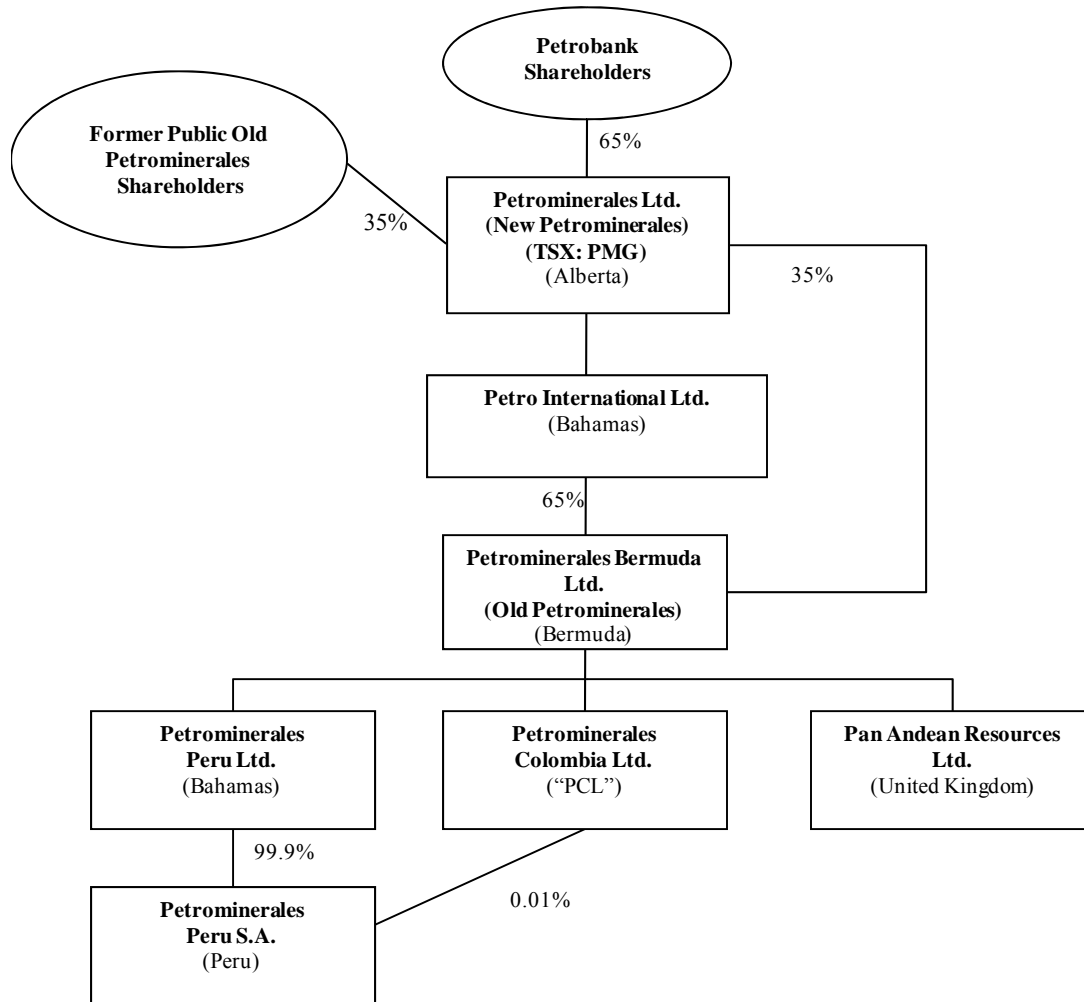 Petrobank
Shareholders
65%
Former Public Old
Petrominerales
Shareholders
35%
Petrominerales Ltd.
(New Petrominerales)
(TSX: PMG)
(Alberta)
35%
Petro International Ltd.
(Bahamas)
65%
Petrominerales Bermuda
Ltd.
(Old Petrominerales)
(Bermuda)
Petrominerales
Peru Ltd.
(Bahamas)
Petrominerales
Colombia Ltd.
(“PCL”)
Pan Andean Resources
Ltd.
(United Kingdom)
99.9%
0.01%
Petrominerales
Peru S.A.
(Peru)